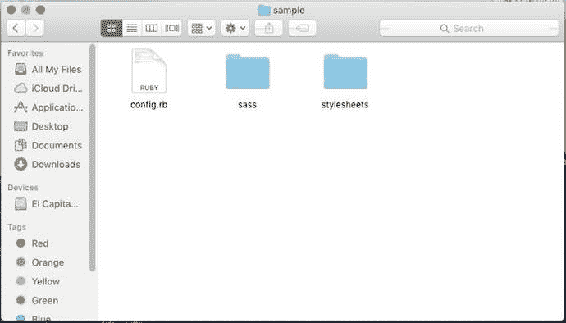 sample
Search
Favorites
All My Files
iCloud Dri...
Applicatio...
Desktop
Documents
Downloads
Devices
El Capita...
Tags
Red
Orange
Yellow
Green
Blue
RUBY
config.rb
sass
stylesheets